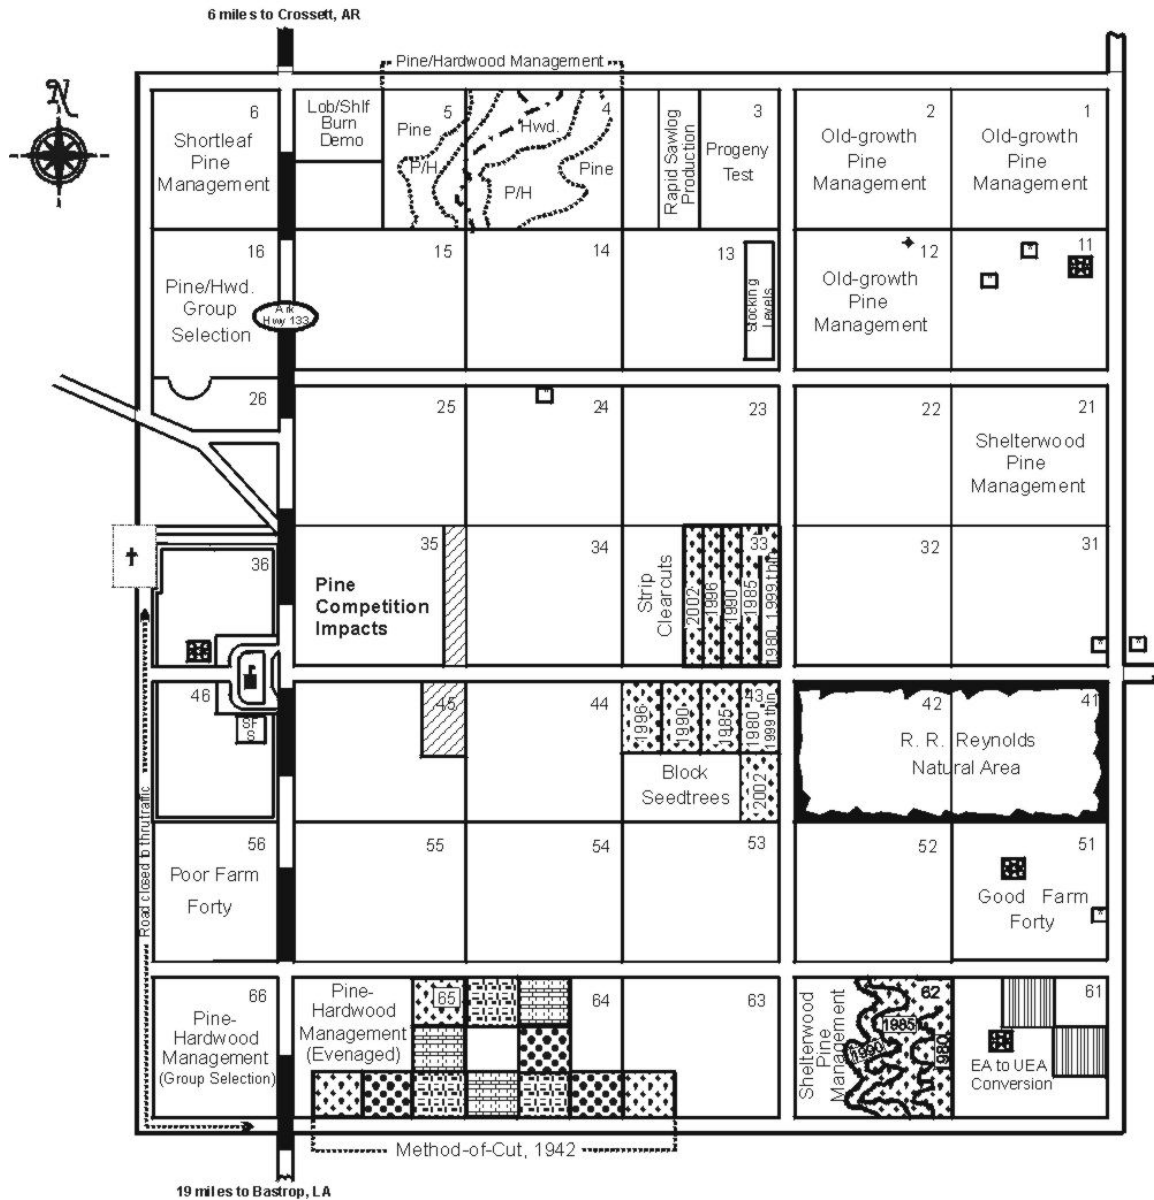 6 miles to Crossett, AR
N
Pine/Hardwood Management
6
Shortleaf
Pine
Management
Lob/Shlf
Burn
Demo
5
Pine
P/H
4
Hwd.
Pine
P/H
Rapid Sawlog
Production
3
Progeny
Test
2
Old-growth
Pine
Management
1
Old-growth
Pine
Management
16
Pine/Hwd.
Group
Selection
Ark
Hwy 133
15
14
13
Stocking
Levels
12
Old-growth
Pine
Management
11
26
25
24
23
22
21
Shelterwood
Pine
Management
36
35
Pine
Competition
Impacts
34
Strip
Clearcuts
33
2002
1996
1990
1985
1980, 1999 thin
32
31
46
SF
S
45
44
43
1996
1990
1985
1980
1999 thin
Block
Seedtrees
2002
42
41
R. R. Reynolds
Natural Area
Road closed to thru traffic
56
Poor Farm
Forty
55
54
53
52
51
Good Farm
Forty
66
Pine-
Hardwood
Management
(Group Selection)
Pine-
Hardwood
Management
(Evenaged)
65
64
63
Shelterwood
Pine
Management
62
1985
1990
1980
61
EA to UEA
Conversion
Method-of-Cut, 1942
19 miles to Bastrop, LA